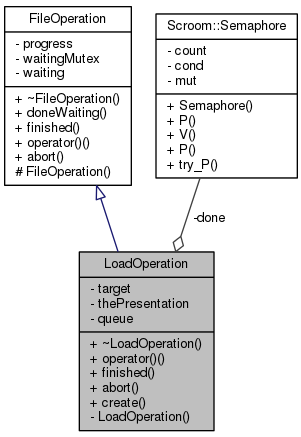 FileOperation
- progress
- waitingMutex
- waiting
+ ~FileOperation()
+ doneWaiting()
+ finished()
+ operator()()
+ abort()
# FileOperation()
Scroom::Semaphore
- count
- cond
- mut
+ Semaphore()
+ P()
+ V()
+ P()
+ try_P()
-done
LoadOperation
- target
- thePresentation
- queue
+ ~LoadOperation()
+ operator()()
+ finished()
+ abort()
+ create()
- LoadOperation()